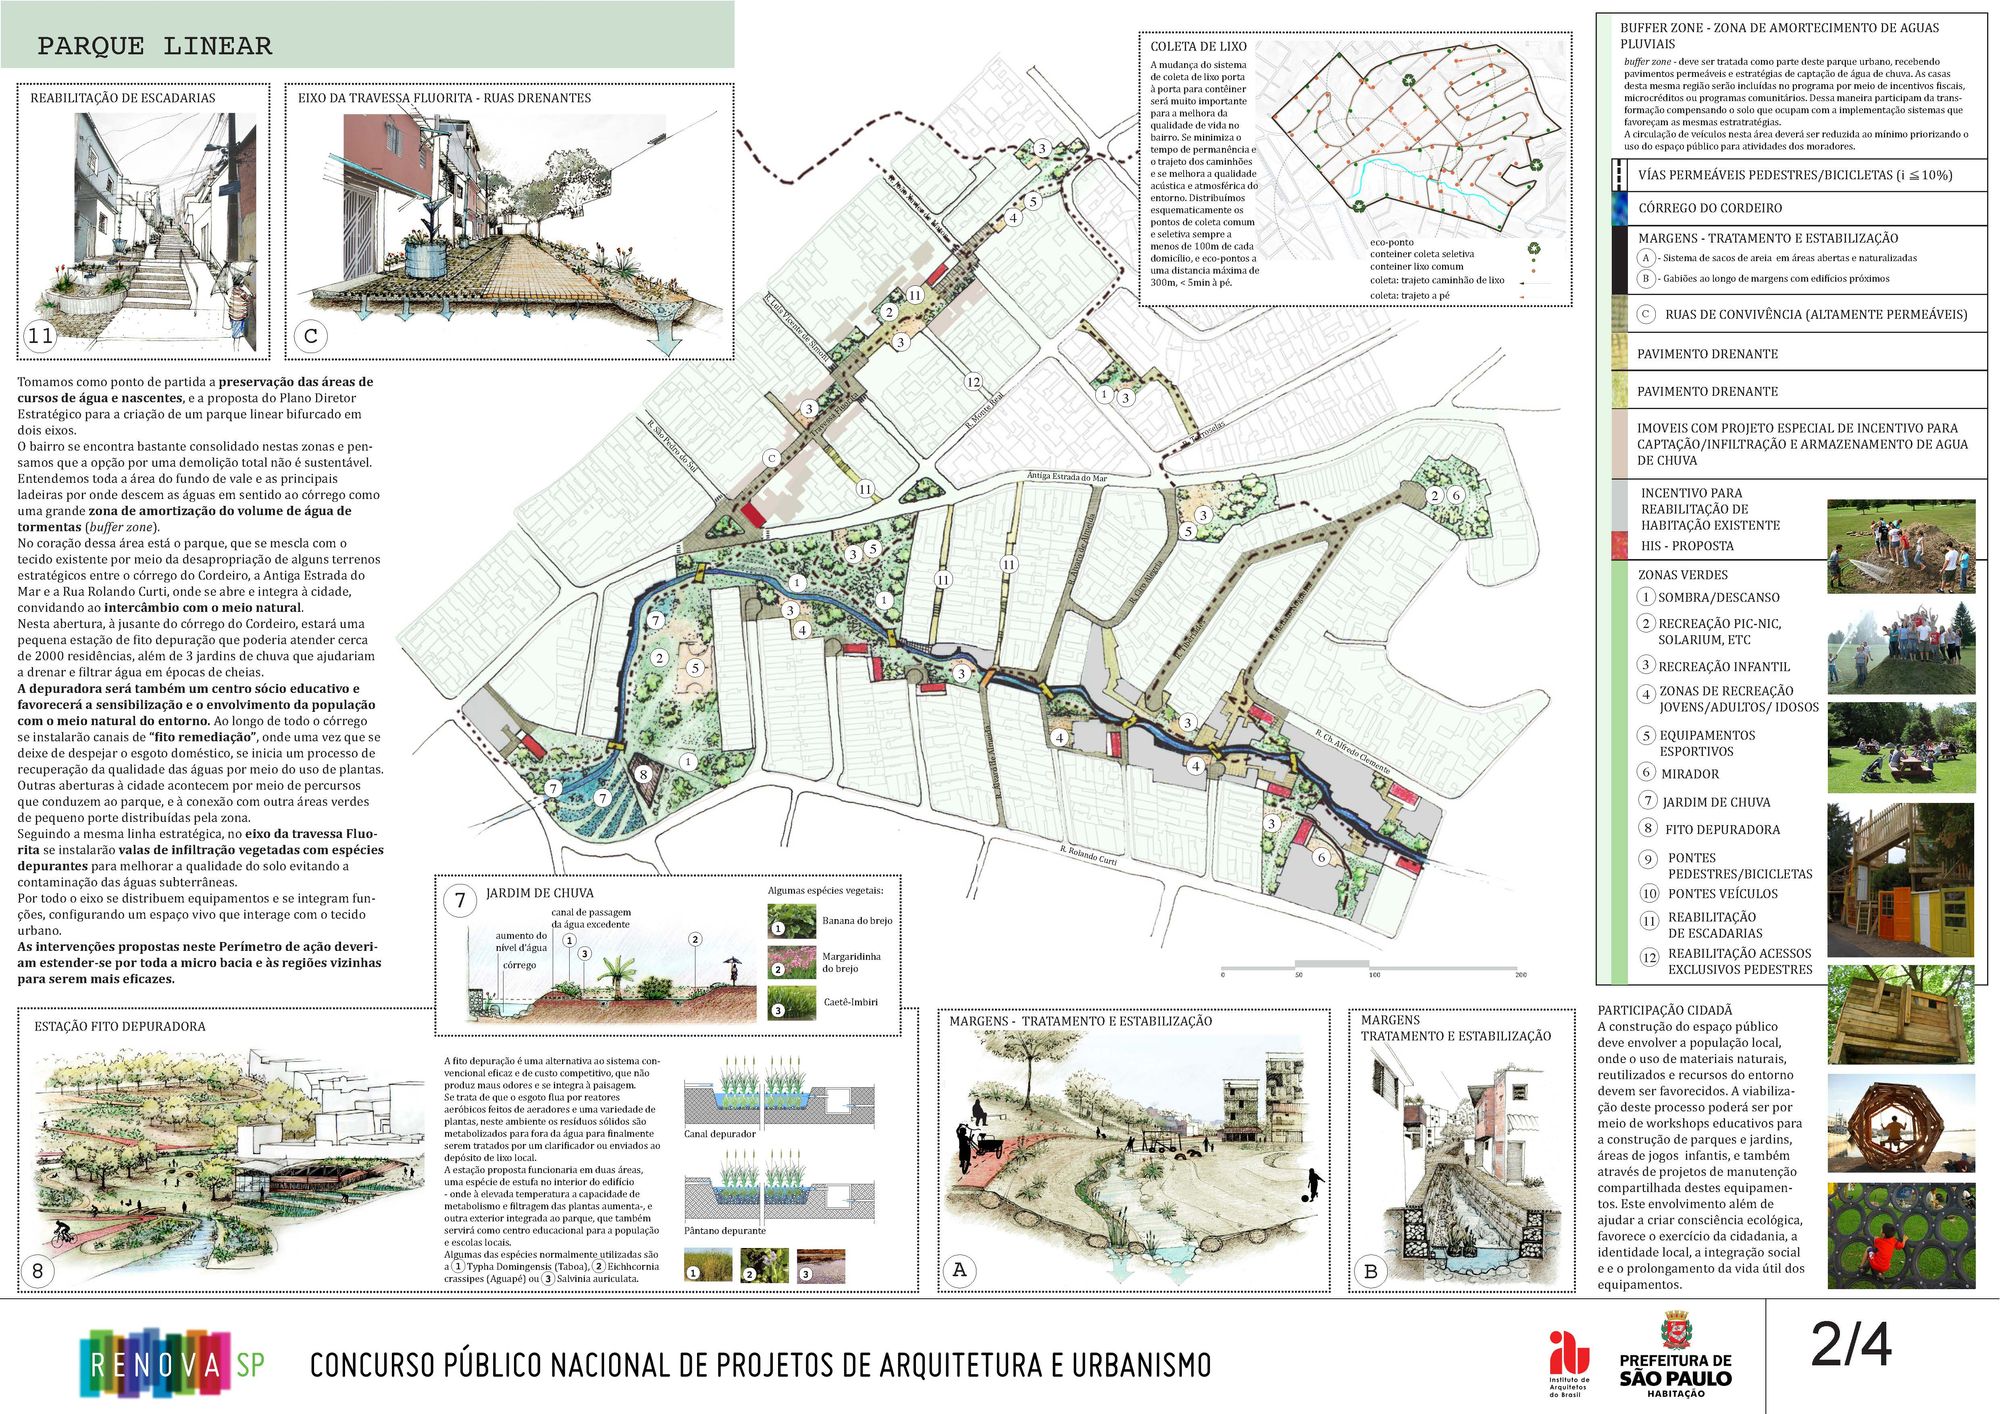 PARQUE LINEAR
REABILITAÇÃO DE ESCADARIAS
11
EIXO DA TRAVESSA FLUORITA - RUAS DRENANTES
C
Tomamos como ponto de partida a preservação das áreas de
cursos de água e nascentes, e a proposta do Plano Diretor
Estratégico para a criação de um parque linear bifurcado em
dois eixos.
O bairro se encontra bastante consolidado nestas zonas e pen-
samos que a opção por uma demolição total não é sustentável.
Entendemos toda a área do fundo de vale e as principais
ladeiras por onde descem as águas em sentido ao córrego como
uma grande zona de amortização do volume de água de
tormentas (buffer zone).
No coração dessa área está o parque, que se mescla com o
tecido existente por meio da desapropriação de alguns terrenos
estratégicos entre o córrego do Cordeiro, a Antiga Estrada do
Mar e a Rua Rolando Curti, onde se abre e integra à cidade,
convidando ao intercâmbio com o meio natural.
Nesta abertura, à jusante do córrego do Cordeiro, estará uma
pequena estação de fito depuração que poderia atender cerca
de 2000 residências, além de 3 jardins de chuva que ajudariam
a drenar e filtrar água em épocas de cheias.
A depuradora será também um centro sócio educativo e
favorecerá a sensibilização e o envolvimento da população
com o meio natural do entorno. Ao longo de todo o córrego
se instalarão canais de "fito remediação", onde uma vez que se
deixe de despejar o esgoto doméstico, se inicia um processo de
recuperação da qualidade das águas por meio do uso de plantas.
Outras aberturas à cidade acontecem por meio de percursos
que conduzem ao parque, e à conexão com outra áreas verdes
de pequeno porte distribuídas pela zona.
Seguindo a mesma linha estratégica, no eixo da travessa Fluo-
rita se instalarão valas de infiltração vegetadas com espécies
depurantes para melhorar a qualidade do solo evitando a
contaminação das águas subterrâneas.
Por todo o eixo se distribuem equipamentos e se integram fun-
ções, configurando um espaço vivo que interage com o tecido
urbano.
As intervenções propostas neste Perímetro de ação deveri-
am estender-se por toda a micro bacia e às regiões vizinhas
para serem mais eficazes.
R. Luis Vicente de Simoni
R. São Pedro do Sul
Travessa Fluorita
R. Monte Real
Antiga Estrada do Mar
R. Álvaro de Almeida
R. Ciro Alegria
R. Ch. Alfredo Clemente
R. Rolando Curti
0 50 100 200
COLETA DE LIXO
A mudança do sistema
de coleta de lixo porta
à porta para contêiner
será muito importante
para a melhora da
qualidade de vida no
bairro. Se minimiza o
tempo de permanência e
o trajeto dos caminhões
e se melhora a qualidade
acústica e atmosférica do
entorno. Distribuímos
esquematicamente os
pontos de coleta comum
e seletiva sempre a
menos de 100m de cada
domicílio, e eco-pontos a
uma distancia máxima de
300m, < 5min à pé.
eco-ponto
conteiner coleta seletiva
conteiner lixo comum
coleta: trajeto caminhão de lixo
coleta: trajeto a pé
BUFFER ZONE - ZONA DE AMORTECIMENTO DE AGUAS
PLUVIAIS
buffer zone - deve ser tratada como parte deste parque urbano, recebendo
pavimentos permeáveis e estratégias de captação de água de chuva. As casas
desta mesma região serão incluídas no programa por meio de incentivos fiscais,
microcréditos ou programas comunitários. Dessa maneira participam da trans-
formação compensando o solo que ocupam com a implementação sistemas que
favoreçam as mesmas estratratégias.
A circulação de veículos nesta área deverá ser reduzida ao mínimo priorizando o
uso do espaço público para atividades dos moradores.
VÍAS PERMEÁVEIS PEDESTRES/BICICLETAS (i ≦10%)
CÓRREGO DO CORDEIRO
MARGENS - TRATAMENTO E ESTABILIZAÇÃO
A - Sistema de sacos de areia em áreas abertas e naturalizadas
B - Gabiões ao longo de margens com edifícios próximos
C RUAS DE CONVIVÊNCIA (ALTAMENTE PERMEÁVEIS)
PAVIMENTO DRENANTE
PAVIMENTO DRENANTE
IMOVEIS COM PROJETO ESPECIAL DE INCENTIVO PARA
CAPTAÇÃO/INFILTRAÇÃO E ARMAZENAMENTO DE AGUA
DE CHUVA
INCENTIVO PARA
REABILITAÇÃO DE
HABITAÇÃO EXISTENTE
HIS - PROPOSTA
ZONAS VERDES
1 SOMBRA/DESCANSO
2 RECREAÇÃO PIC-NIC,
SOLARIUM, ETC
3 RECREAÇÃO INFANTIL
4 ZONAS DE RECREAÇÃO
JOVENS/ADULTOS/ IDOSOS
5 EQUIPAMENTOS
ESPORTIVOS
6 MIRADOR
7 JARDIM DE CHUVA
8 FITO DEPURADORA
9 PONTES
PEDESTRES/BICICLETAS
10 PONTES VEÍCULOS
11 REABILITAÇÃO
DE ESCADARIAS
12 REABILITAÇÃO ACESSOS
EXCLUSIVOS PEDESTRES
PARTICIPAÇÃO CIDADÃ
A construção do espaço público
deve envolver a população local,
onde o uso de materiais naturais,
reutilizados e recursos do entorno
devem ser favorecidos. A viabiliza-
ção deste processo poderá ser por
meio de workshops educativos para
a construção de parques e jardins,
áreas de jogos infantis, e também
através de projetos de manutenção
compartilhada destes equipamen-
tos. Este envolvimento além de
ajudar a criar consciência ecológica,
favorece o exercício da cidadania, a
identidade local, a integração social
e e o prolongamento da vida útil dos
equipamentos.
7 JARDIM DE CHUVA
canal de passagem
da água excedente
aumento do
nível d'água
córrego
1
3
2
Algumas espécies vegetais:
1 Banana do brejo
2 Margaridinha
do brejo
3 Caetê-Imbiri
ESTAÇÃO FITO DEPURADORA
8
A fito depuração é uma alternativa ao sistema con-
vencional eficaz e de custo competitivo, que não
produz maus odores e se integra à paisagem.
Se trata de que o esgoto flua por reatores
aeróbicos feitos de aeradores e uma variedade de
plantas, neste ambiente os resíduos sólidos são
metabolizados para fora da água para finalmente
serem tratados por um clarificador ou enviados ao
depósito de lixo local.
A estação proposta funcionaria em duas áreas,
uma espécie de estufa no interior do edifício
- onde à elevada temperatura a capacidade de
metabolismo e filtragem das plantas aumenta-, e
outra exterior integrada ao parque, que também
servirá como centro educacional para a população
e escolas locais.
Algumas das espécies normalmente utilizadas são
a 1 Typha Domingensis (Taboa), 2 Eichhcornia
crassipes (Aguapé) ou 3 Salvinia auriculata.
Canal depurador
Pântano depurante
1 2 3
MARGENS - TRATAMENTO E ESTABILIZAÇÃO
A
MARGENS
TRATAMENTO E ESTABILIZAÇÃO
B
RENOVA SP
CONCURSO PÚBLICO NACIONAL DE PROJETOS DE ARQUITETURA E URBANISMO
iab
Instituto de
Arquitetos
do Brasil
PREFEITURA DE
SÃO PAULO
HABITAÇÃO
2/4